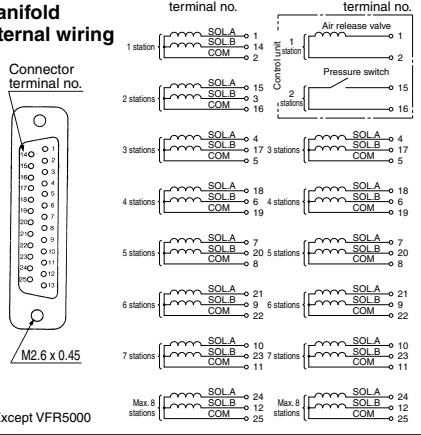 anifold
ternal wiring
Connector
terminal no.
14 1
15 2
16 3
17 4
18 5
19 6
20 7
21 8
22 9
23 10
24 11
25 12
13
M2.6 x 0.45
Except VFR5000
terminal no.
1 station SOL.A 1
SOL.B 14
COM 2
2 stations SOL.A 15
SOL.B 3
COM 16
3 stations SOL.A 4
SOL.B 17
COM 5
4 stations SOL.A 18
SOL.B 6
COM 19
5 stations SOL.A 7
SOL.B 20
COM 8
6 stations SOL.A 21
SOL.B 9
COM 22
7 stations SOL.A 10
SOL.B 23
COM 11
Max. 8 stations SOL.A 24
SOL.B 12
COM 25
terminal no.
Control unit
1 station Air release valve 1
2
2 stations Pressure switch 15
16
3 stations SOL.A 4
SOL.B 17
COM 5
4 stations SOL.A 18
SOL.B 6
COM 19
5 stations SOL.A 7
SOL.B 20
COM 8
6 stations SOL.A 21
SOL.B 9
COM 22
7 stations SOL.A 10
SOL.B 23
COM 11
Max. 8 stations SOL.A 24
SOL.B 12
COM 25